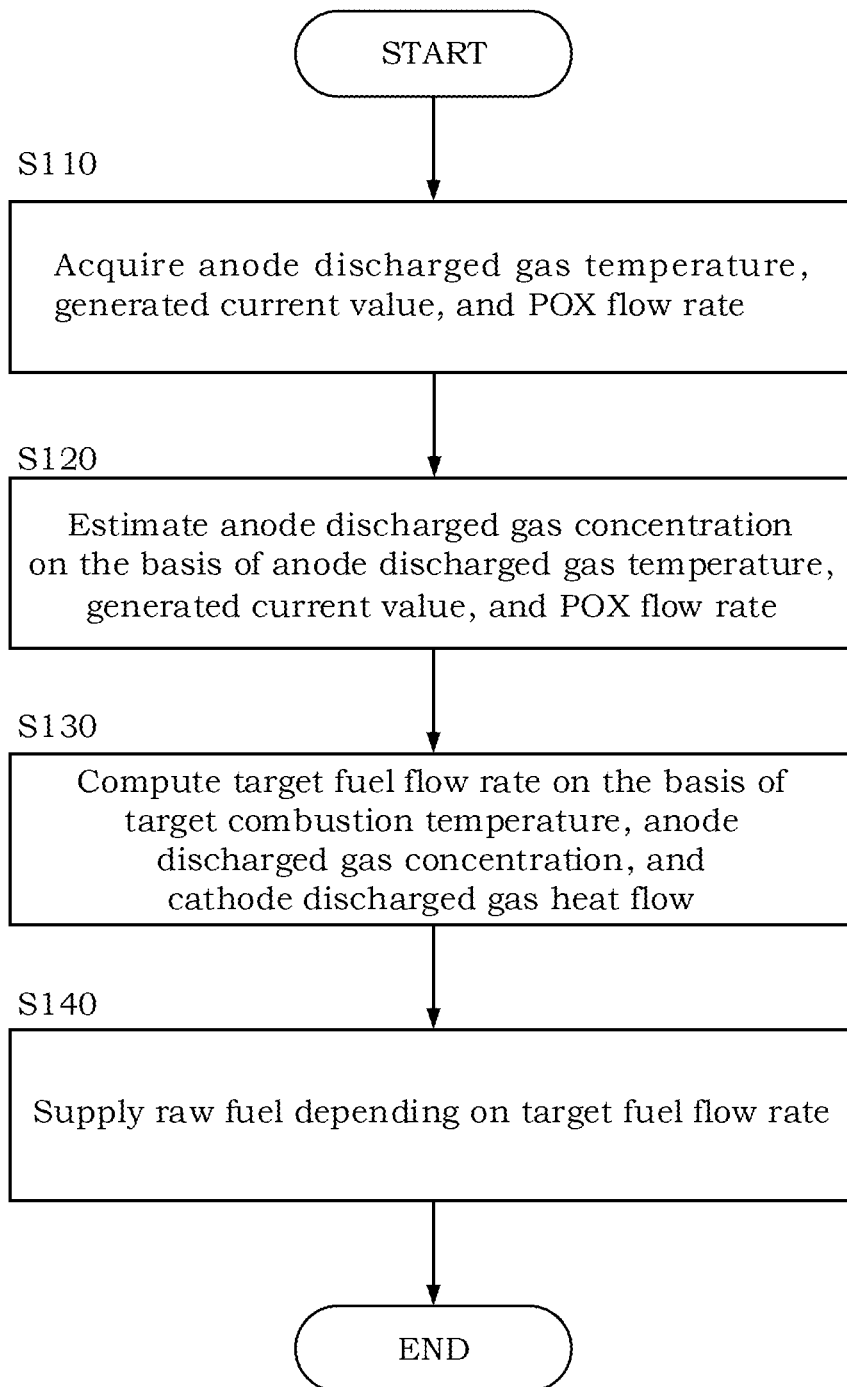 START
S110
Acquire anode discharged gas temperature,
generated current value, and POX flow rate
S120
Estimate anode discharged gas concentration
on the basis of anode discharged gas temperature,
generated current value, and POX flow rate
S130
Compute target fuel flow rate on the basis of
target combustion temperature, anode
discharged gas concentration, and
cathode discharged gas heat flow
S140
Supply raw fuel depending on target fuel flow rate
END